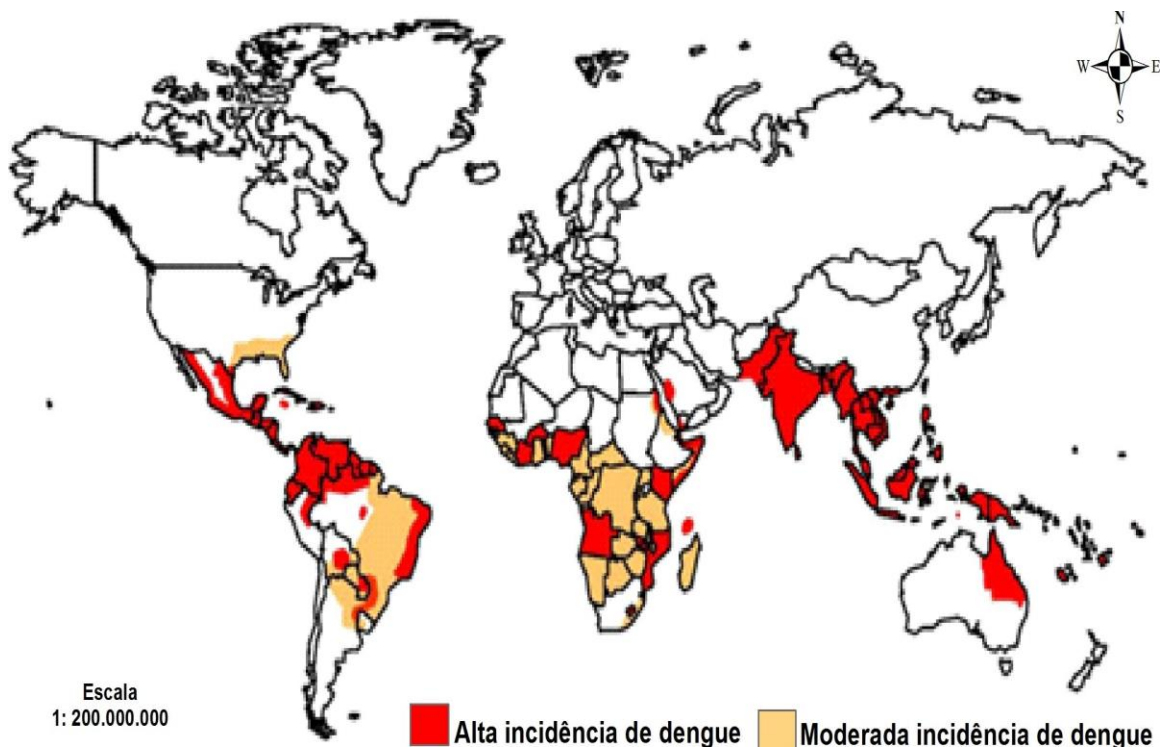 N
W E
S
Escala
1: 200.000.000
Alta incidência de dengue
Moderada incidência de dengue